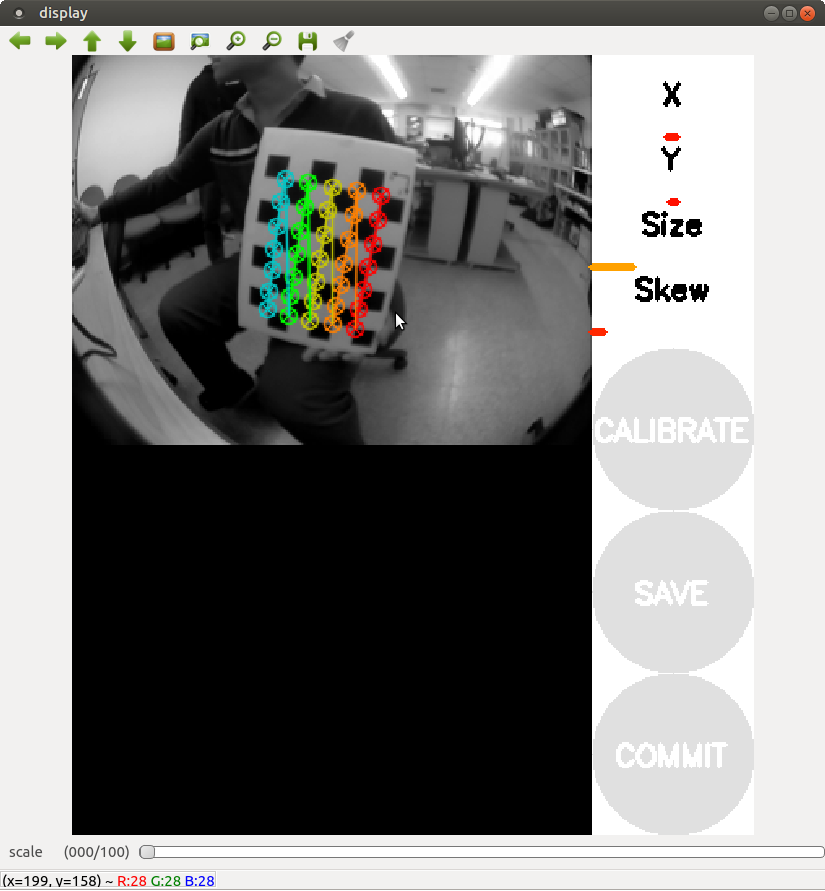 display
X
Y
Size
Skew
CALIBRATE
SAVE
COMMIT
scale (000/100)
(x=199, y=158) ~ R:28 G:28 B:28